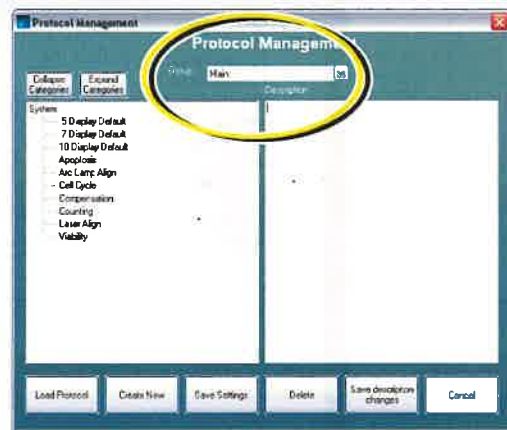 Protocol Management
Protocol Management
Group Main
Collapse Categories
Expand Categories
Description
System
5 Display Default
7 Display Default
10 Display Default
Apoptosis
Arc Lamp Align
Cell Cycle
Compensation
Counting
Laser Align
Viability
Load Protocol
Create New
Save Settings
Delete
Save description
changes
Cancel